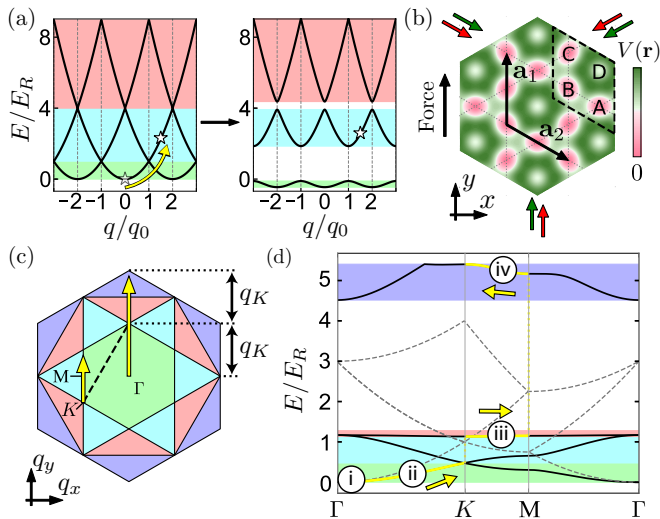 (a)
E/E_R
8
4
0
−2 −1 0 1 2
q/q_0
8
4
0
−2 −1 0 1 2
q/q_0
(b)
V(r)
0
Force
a_1
a_2
C
D
B
A
y
x
(c)
q_K
q_K
M
K
Γ
q_y
q_x
(d)
E/E_R
5
4
3
2
1
0
iv
iii
i
ii
Γ K M Γ